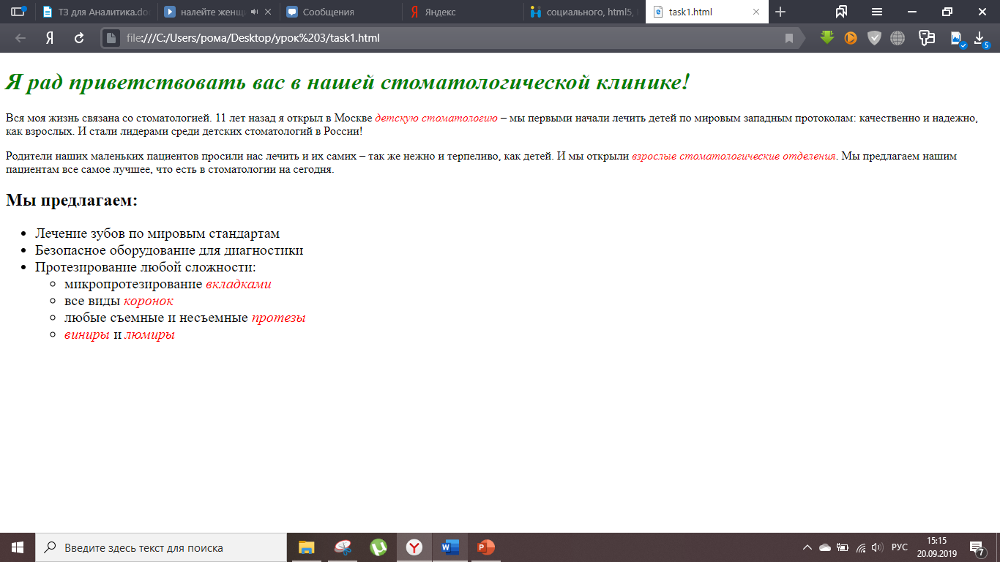 ТЗ для Аналитика.doc
налейте женщ
Сообщения
Яндекс
социального, html5,
task1.html
file:///C:/Users/рома/Desktop/урок%203/task1.html
5
Я рад приветствовать вас в нашей стоматологической клинике!
Вся моя жизнь связана со стоматологией. 11 лет назад я открыл в Москве детскую стоматологию – мы первыми начали лечить детей по мировым западным протоколам: качественно и надежно,
как взрослых. И стали лидерами среди детских стоматологий в России!
Родители наших маленьких пациентов просили нас лечить и их самих – так же нежно и терпеливо, как детей. И мы открыли взрослые стоматологические отделения. Мы предлагаем нашим
пациентам все самое лучшее, что есть в стоматологии на сегодня.
Мы предлагаем:
Лечение зубов по мировым стандартам
Безопасное оборудование для диагностики
Протезирование любой сложности:
микропротезирование вкладками
все виды коронок
любые съемные и несъемные протезы
виниры и люмиры
Введите здесь текст для поиска
РУС
15:15
20.09.2019
7